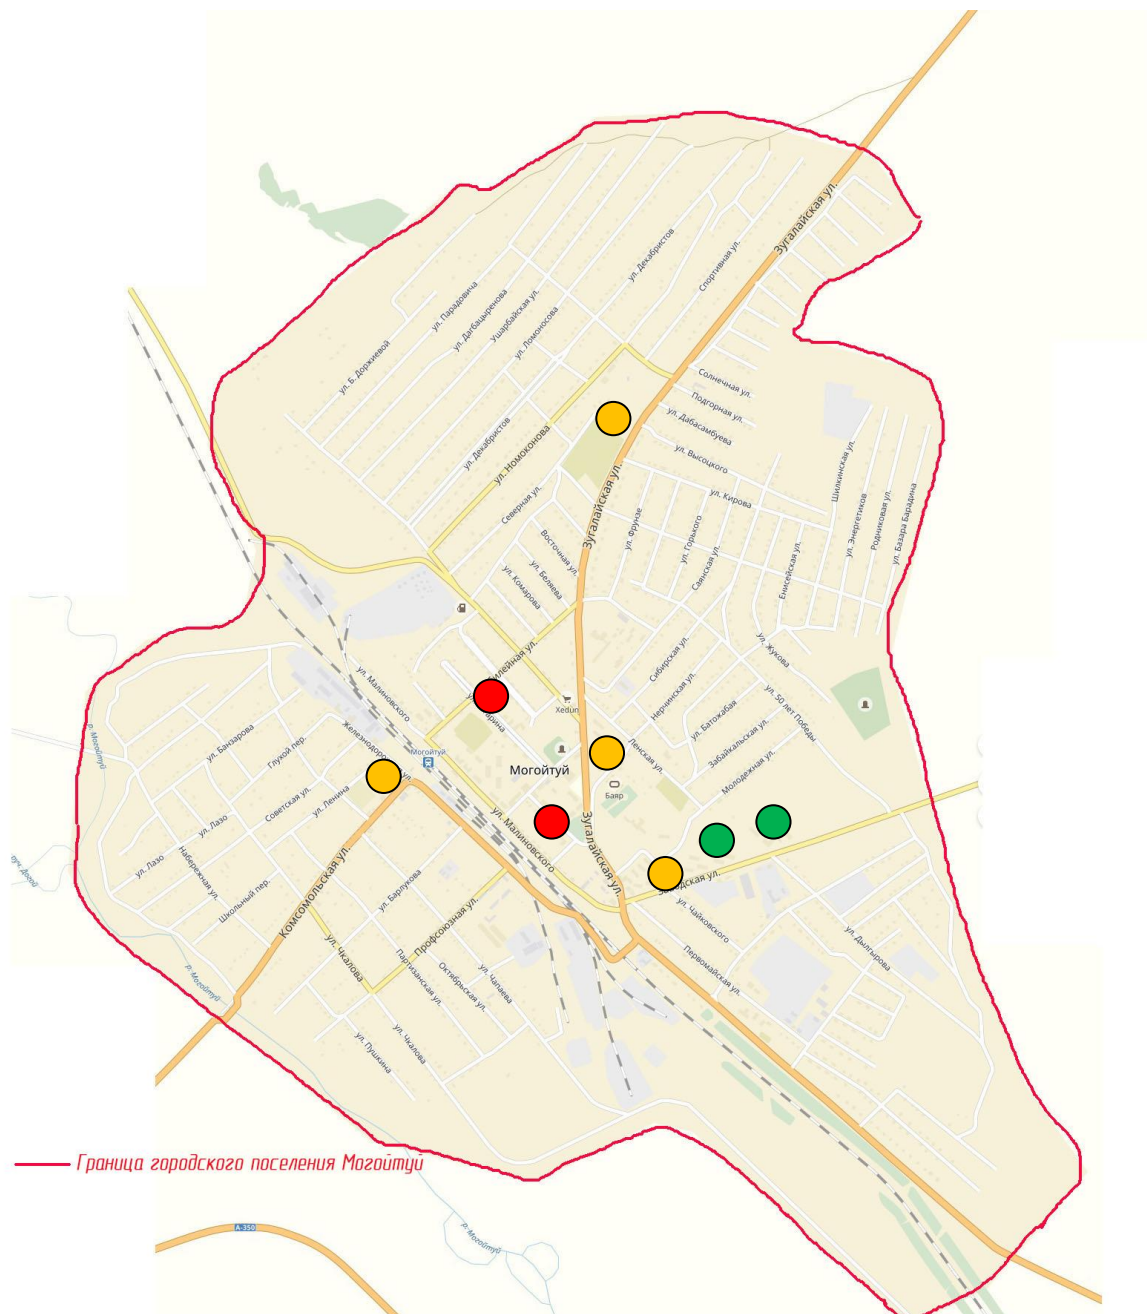 Зугалайская ул.
ул. Декабристов
Спортивная ул.
ул. Парадовича
ул. Дагбацыренова
Ушарбайская ул.
ул. Ломоносова
ул. Б. Доржиевой
Солнечная ул.
Подгорная ул.
ул. Дабасамбуева
ул. Декабристов
ул. Номоконова
ул. Высоцкого
Шилкинская ул.
ул. Кирова
Северная ул.
Зугалайская ул.
ул. Фрунзе
ул. Горького
ул. Энергетиков
Родниковая ул.
ул. Базара Барадина
Восточная ул.
ул. Беляева
ул. Комарова
Саянская ул.
Енисейская ул.
ул. Жукова
Сибирская ул.
ул. Малиновского
Нерчинская ул.
ул. 50 лет Победы
Xedun
ул. Батожабая
р. Могойтуй
ул. Банзарова
Глухой пер.
Могойтуй
Ленская ул.
Забайкальская ул.
Могойтуй
Молодежная ул.
Баяр
Советская ул.
ул. Ленина
ул. Лазо
ул. Малиновского
Зугалайская ул.
ул. Лазо
Набережная ул.
Комсомольская ул.
Школьный пер.
ул. Барлукова
ул. Чайковского
Профсоюзная ул.
ул. Чкалова
Партизанская ул.
Октябрьская ул.
ул. Чапаева
Первомайская ул.
ул. Дылгырова
р. Могойтуй
ул. Пушкина
ул. Чкалова
Граница городского поселения Могойтуй
А-350
р. Могойтуй